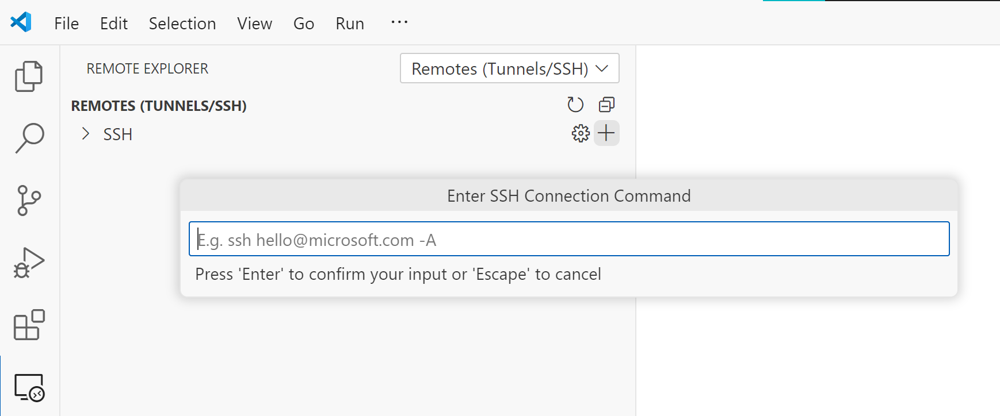 File Edit Selection View Go Run ...
REMOTE EXPLORER Remotes (Tunnels/SSH)
REMOTES (TUNNELS/SSH)
SSH
Enter SSH Connection Command
E.g. ssh hello@microsoft.com -A
Press 'Enter' to confirm your input or 'Escape' to cancel